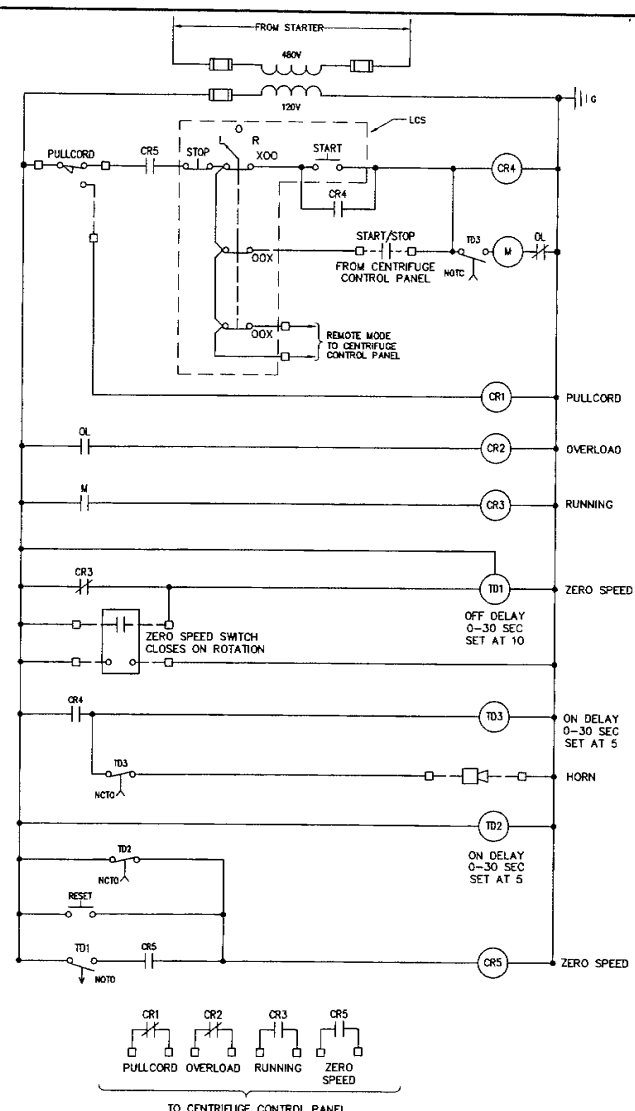 FROM STARTER
480V
120V
G
LCS
O
L R
PULLCORD
CR5
STOP
XOO
START
CR4
CR4
OOX
START/STOP
FROM CENTRIFUGE
CONTROL PANEL
TD3
NOTC
M
OL
OOX
REMOTE MODE
TO CENTRIFUGE
CONTROL PANEL
CR1
PULLCORD
OL
CR2
OVERLOAD
M
CR3
RUNNING
CR3
TD1
ZERO SPEED
OFF DELAY
0-30 SEC
SET AT 10
ZERO SPEED SWITCH
CLOSES ON ROTATION
CR4
TD3
ON DELAY
0-30 SEC
SET AT 5
TD3
NCTO
HORN
TD2
ON DELAY
0-30 SEC
SET AT 5
TD2
NCTO
RESET
TD1
NOTO
CR5
CR5
ZERO SPEED
CR1 CR2 CR3 CR5
PULLCORD OVERLOAD RUNNING ZERO
SPEED
TO CENTRIFUGE CONTROL PANEL